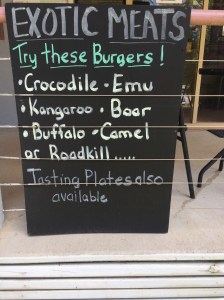 EXOTIC MEATS
Try these Burgers!
•Crocodile •Emu
•Kangaroo •Boar
•Buffalo •Camel
or Roadkill.....
Tasting Plates also
available